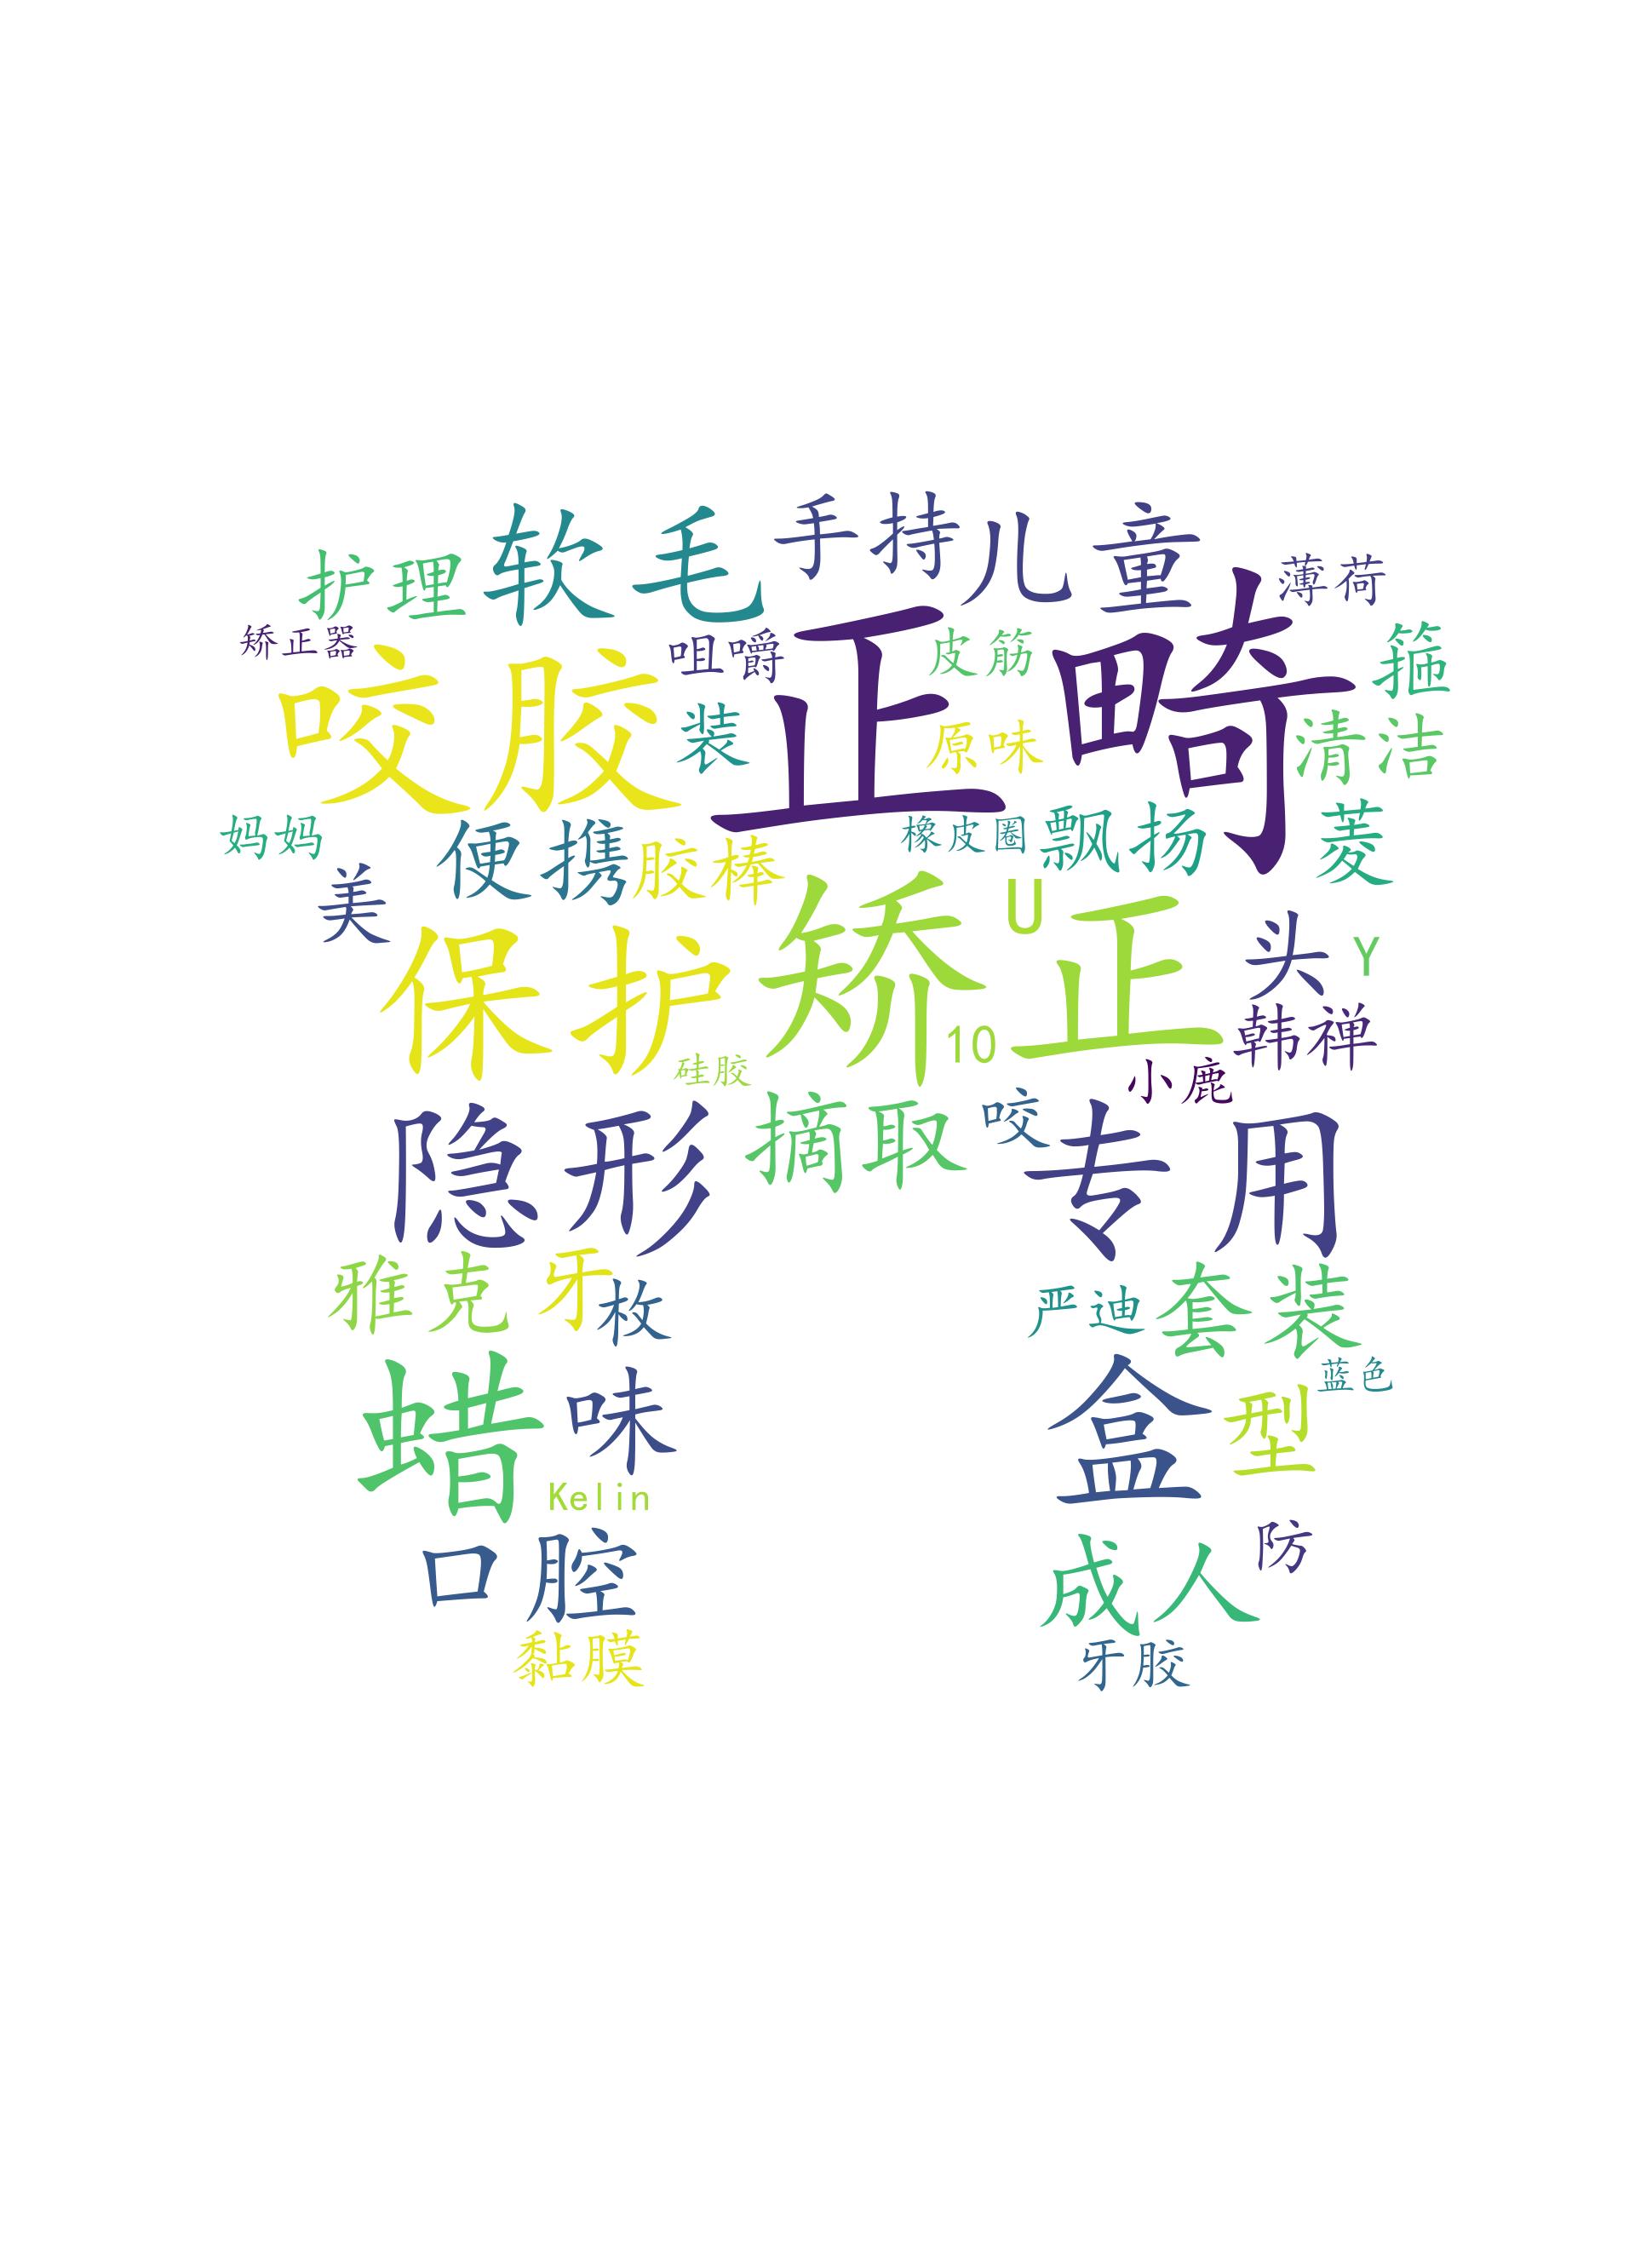 软毛
手持
儿童
护理
薄荷
矫正器
咀嚼
正畸
皮筋
箍
咬胶
装
原味
清洁
妈妈
便携
胶棒
橡皮圈
飘扬
菱
美
保护
矫正
U
头
Y
10
韩禅
硅胶
小鹿
隐形
摘取
咬
专用
雅克
牙
枚
严迪
套装
蜡
味
盒
型
蓝色
Kelin
口腔
成人
防
黏膜
牙胶